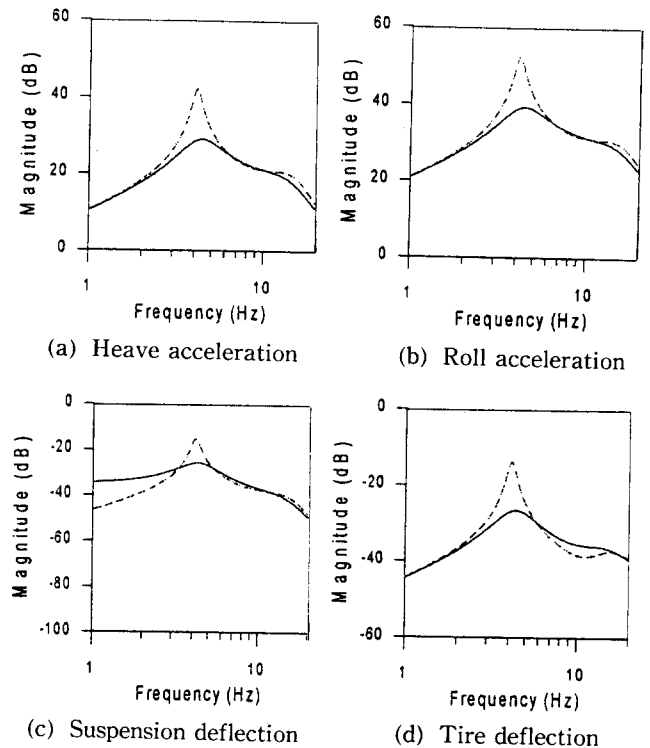 60
40
20
0
Magnitude (dB)
1
10
Frequency (Hz)
(a) Heave acceleration
60
40
20
0
Magnitude (dB)
1
10
Frequency (Hz)
(b) Roll acceleration
0
-20
-40
-60
-80
-100
Magnitude (dB)
1
10
Frequency (Hz)
(c) Suspension deflection
0
-20
-40
-60
Magnitude (dB)
1
10
Frequency (Hz)
(d) Tire deflection